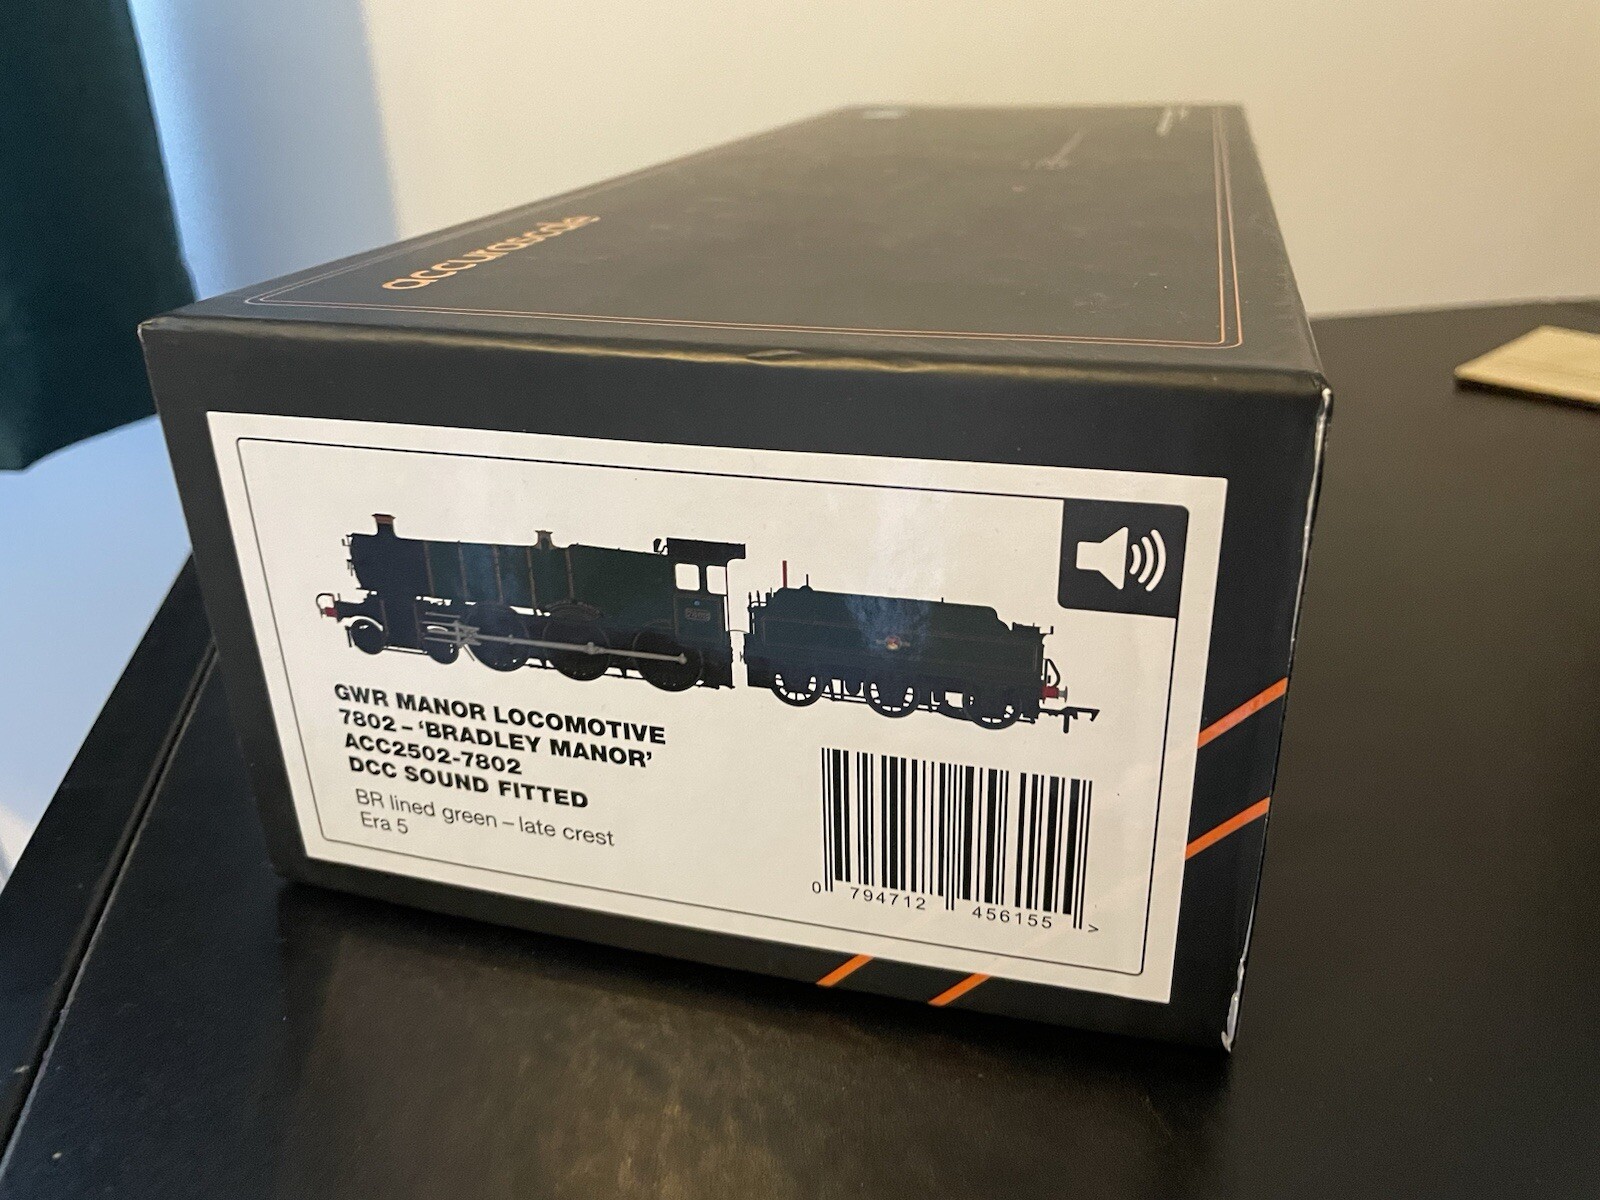 accurascale
GWR MANOR LOCOMOTIVE
7802 – ‘BRADLEY MANOR’
ACC2502-7802
DCC SOUND FITTED
BR lined green – late crest
Era 5
0 794712 456155 >